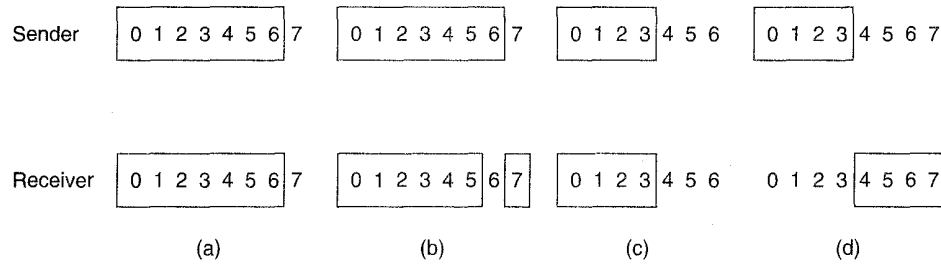 Sender 0 1 2 3 4 5 6 7 0 1 2 3 4 5 6 7 0 1 2 3 4 5 6 0 1 2 3 4 5 6 7
Receiver 0 1 2 3 4 5 6 7 0 1 2 3 4 5 6 7 0 1 2 3 4 5 6 0 1 2 3 4 5 6 7
(a) (b) (c) (d)